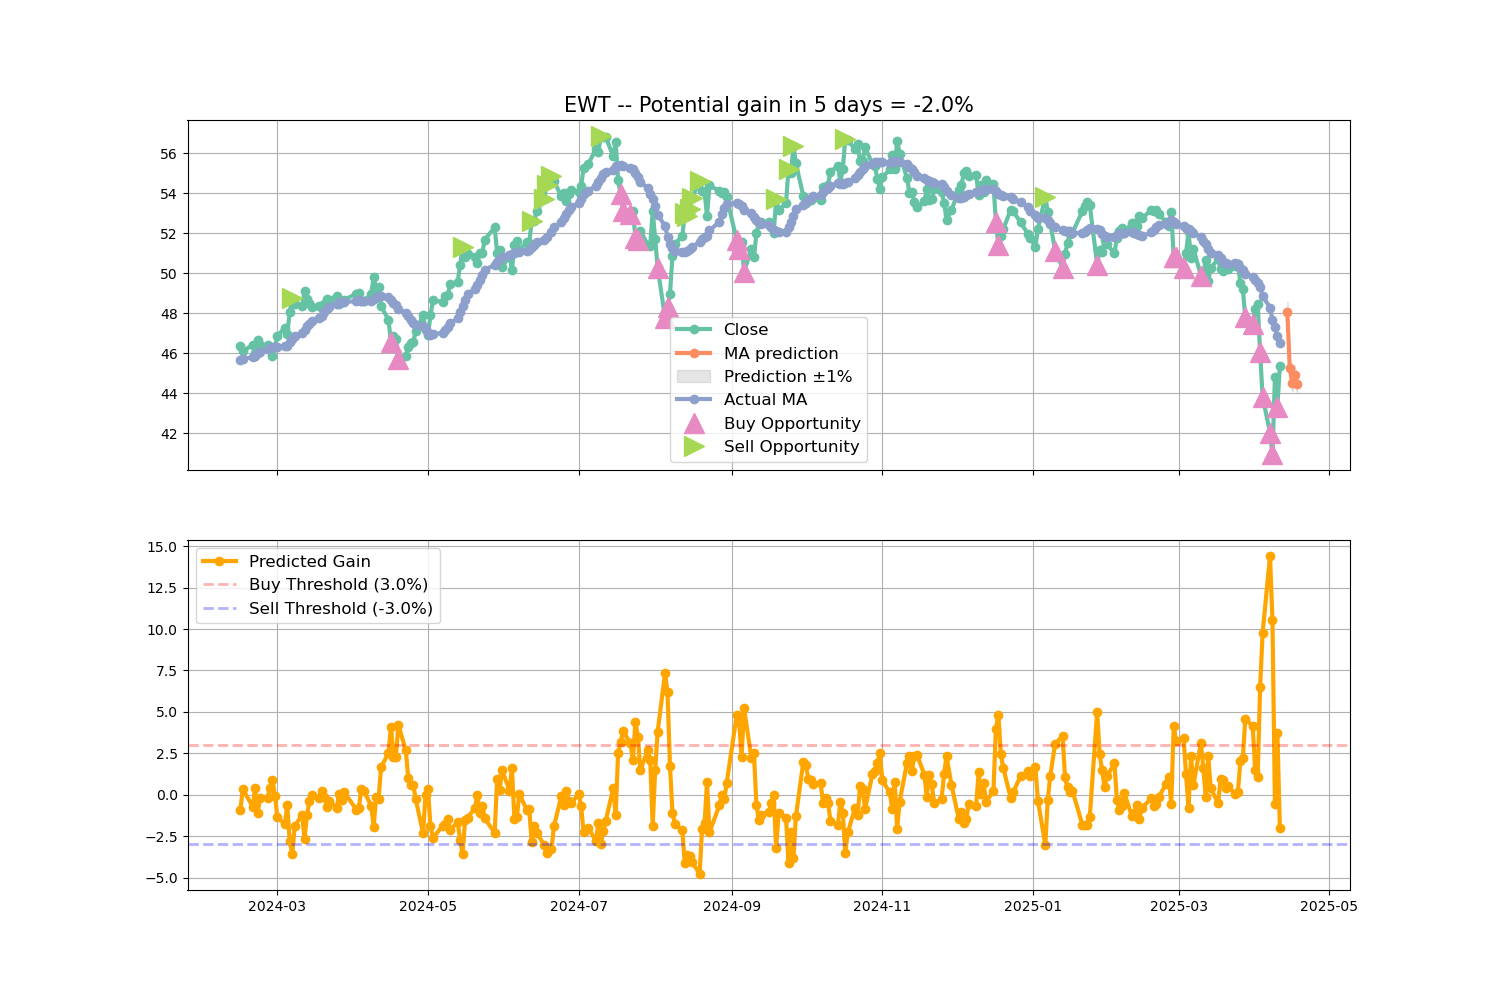 EWT -- Potential gain in 5 days = -2.0%
56
54
52
50
48
46
44
42
Close
MA prediction
Prediction ±1%
Actual MA
Buy Opportunity
Sell Opportunity
15.0
12.5
10.0
7.5
5.0
2.5
0.0
−2.5
−5.0
Predicted Gain
Buy Threshold (3.0%)
Sell Threshold (-3.0%)
2024-03 2024-05 2024-07 2024-09 2024-11 2025-01 2025-03 2025-05